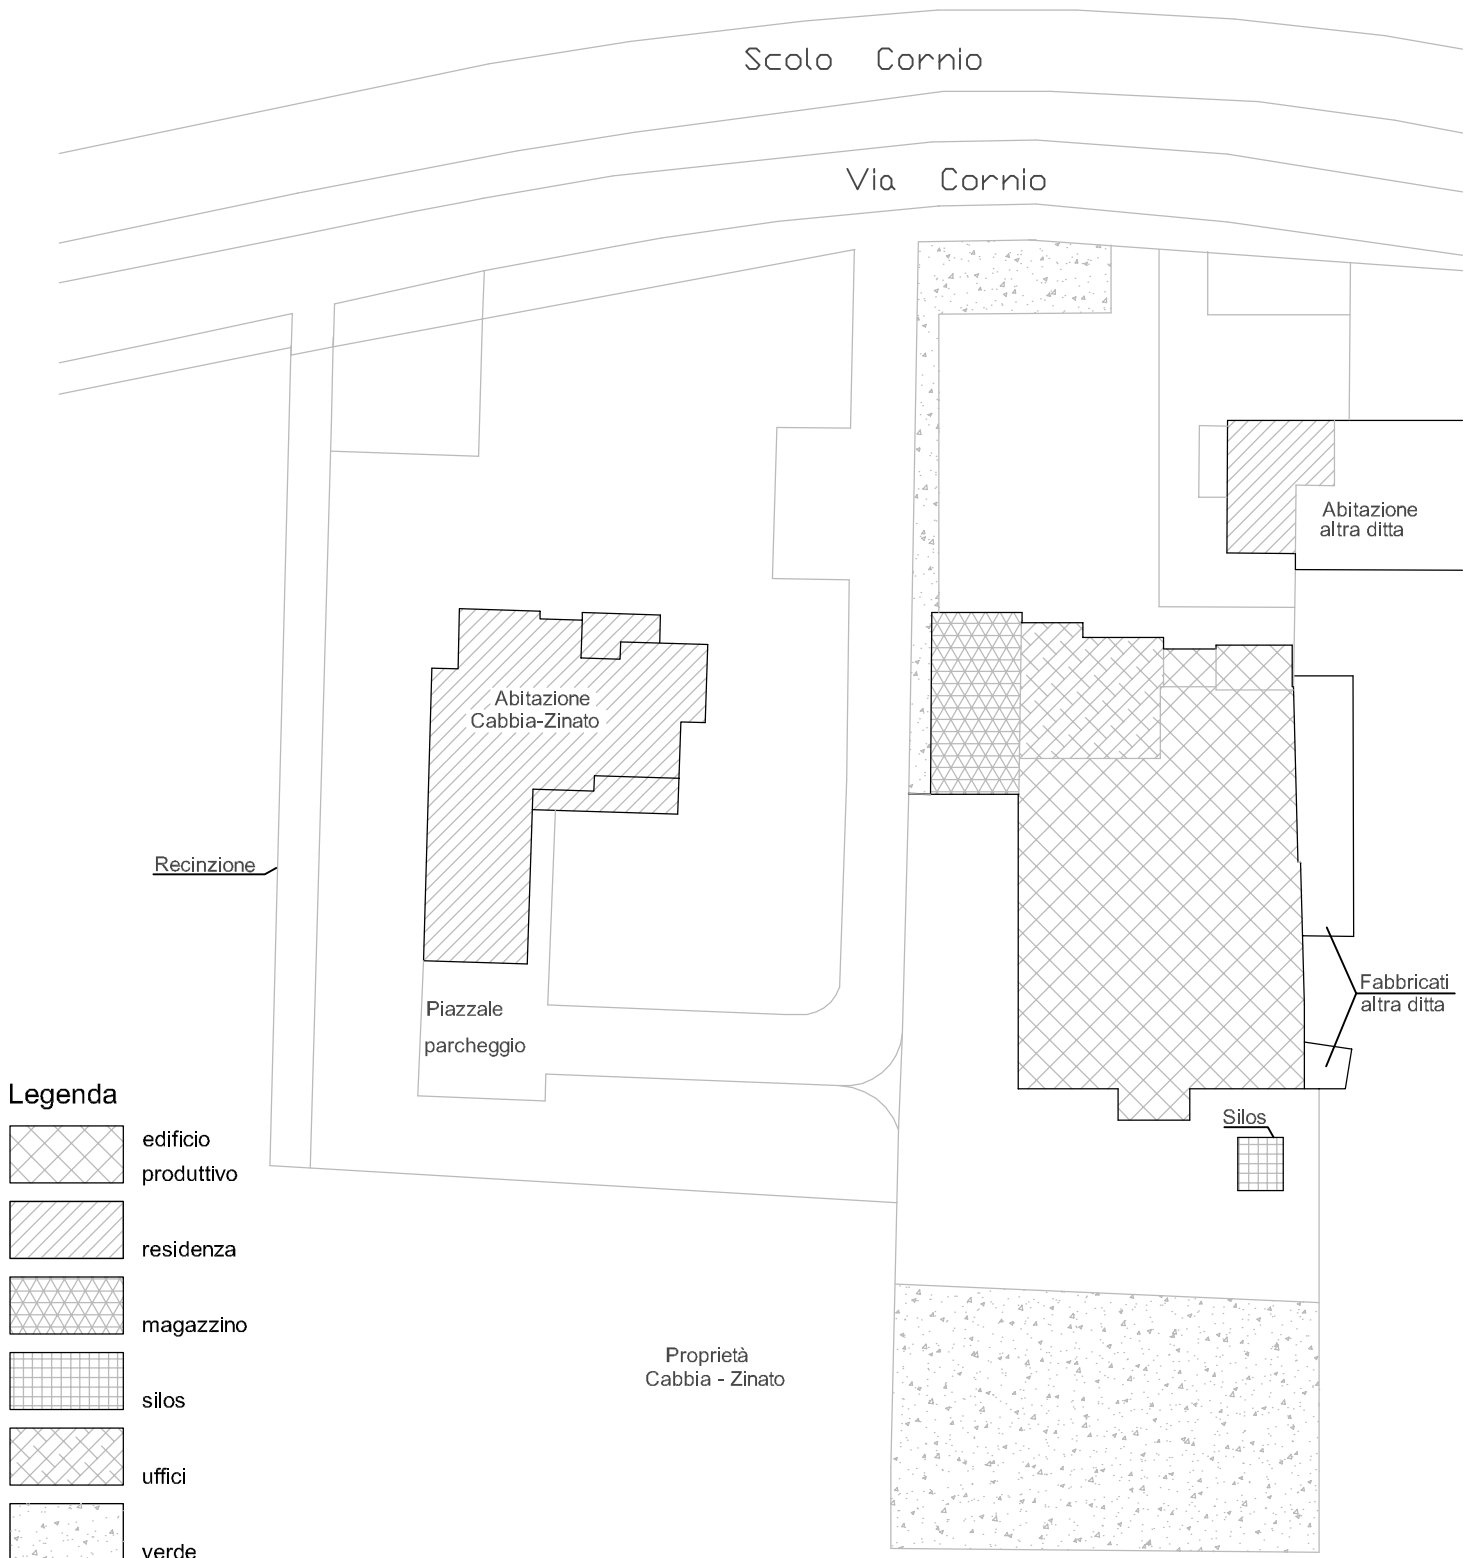 Scolo Cornio
Via Cornio
Abitazione
altra ditta
Abitazione
Cabbia-Zinato
Recinzione
Fabbricati
altra ditta
Piazzale
parcheggio
Silos
Legenda
edificio
produttivo
residenza
magazzino
silos
uffici
verde
Proprietà
Cabbia - Zinato